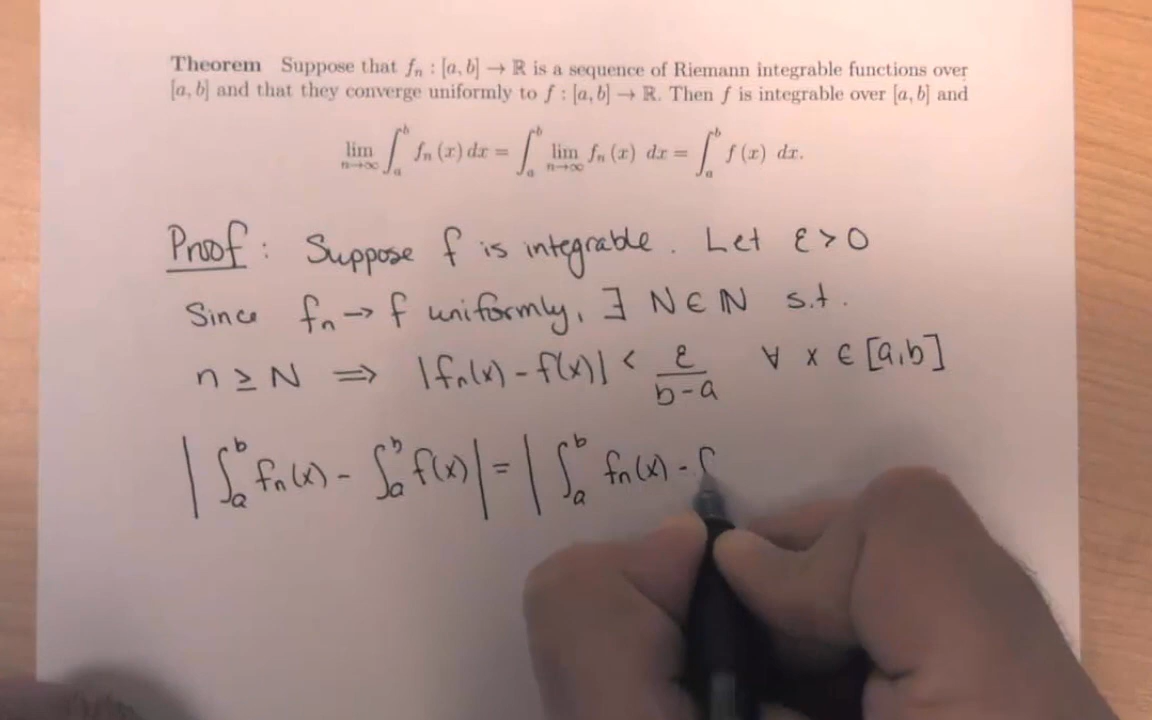 Theorem Suppose that fₙ : [a, b] → ℝ is a sequence of Riemann integrable functions over
[a, b] and that they converge uniformly to f : [a, b] → ℝ. Then f is integrable over [a, b] and
lim_{n→∞} ∫_a^b fₙ (x) dx = ∫_a^b lim_{n→∞} fₙ (x) dx = ∫_a^b f (x) dx.
Proof : Suppose f is integrable. Let ε > 0
Since fₙ → f uniformly, ∃ N ∈ ℕ s.t.
n ≥ N ⟹ |fₙ(x) - f(x)| < ε/(b-a) ∀ x ∈ [a,b]
|∫_a^b fₙ(x) - ∫_a^b f(x)| = | ∫_a^b fₙ(x) - f